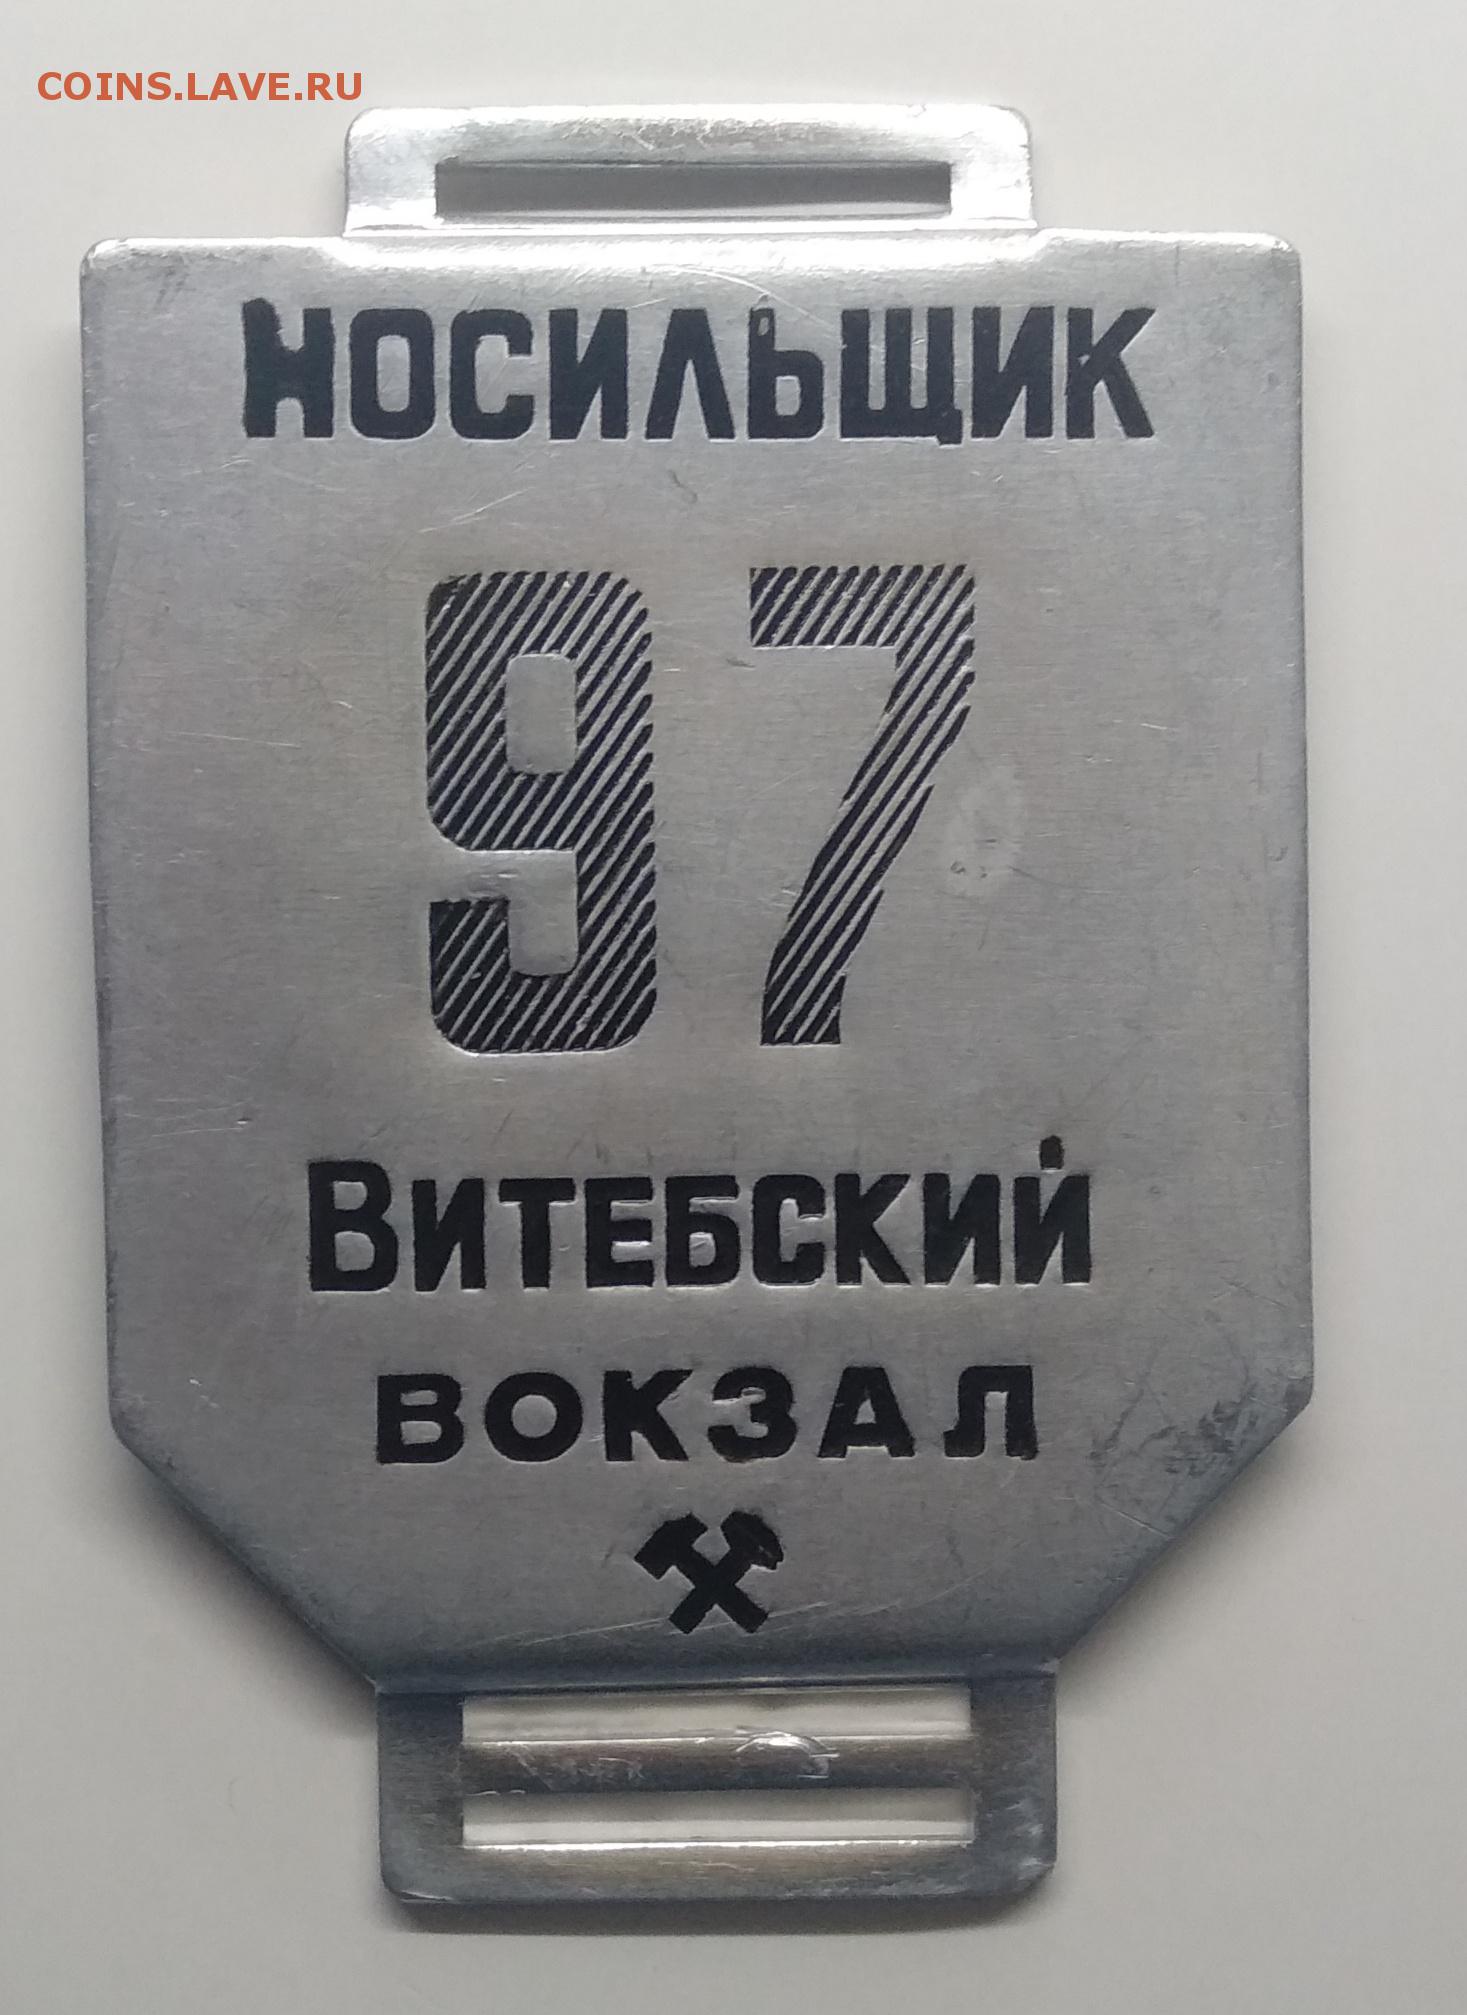 COINS.LAVE.RU
НОСИЛЬЩИК
97
ВИТЕБСКИЙ
ВОКЗАЛ